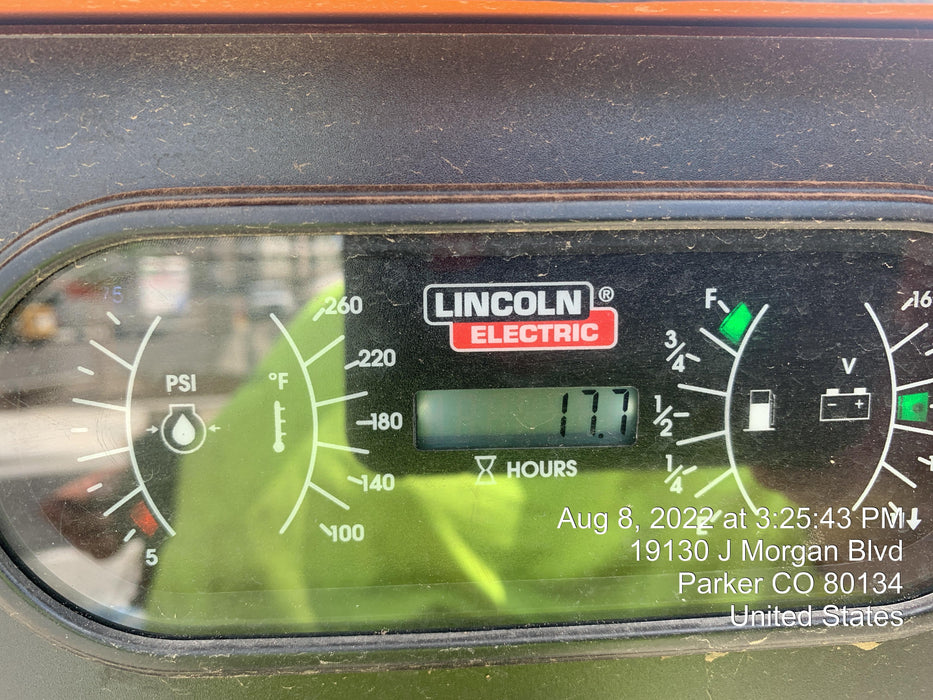 75
260
220
180
140
100
PSI
°F
5
LINCOLN®
ELECTRIC
17.7
HOURS
F
3/4
1/2
1/4
E
V
- +
16
Aug 8, 2022 at 3:25:43 PM
19130 J Morgan Blvd
Parker CO 80134
United States